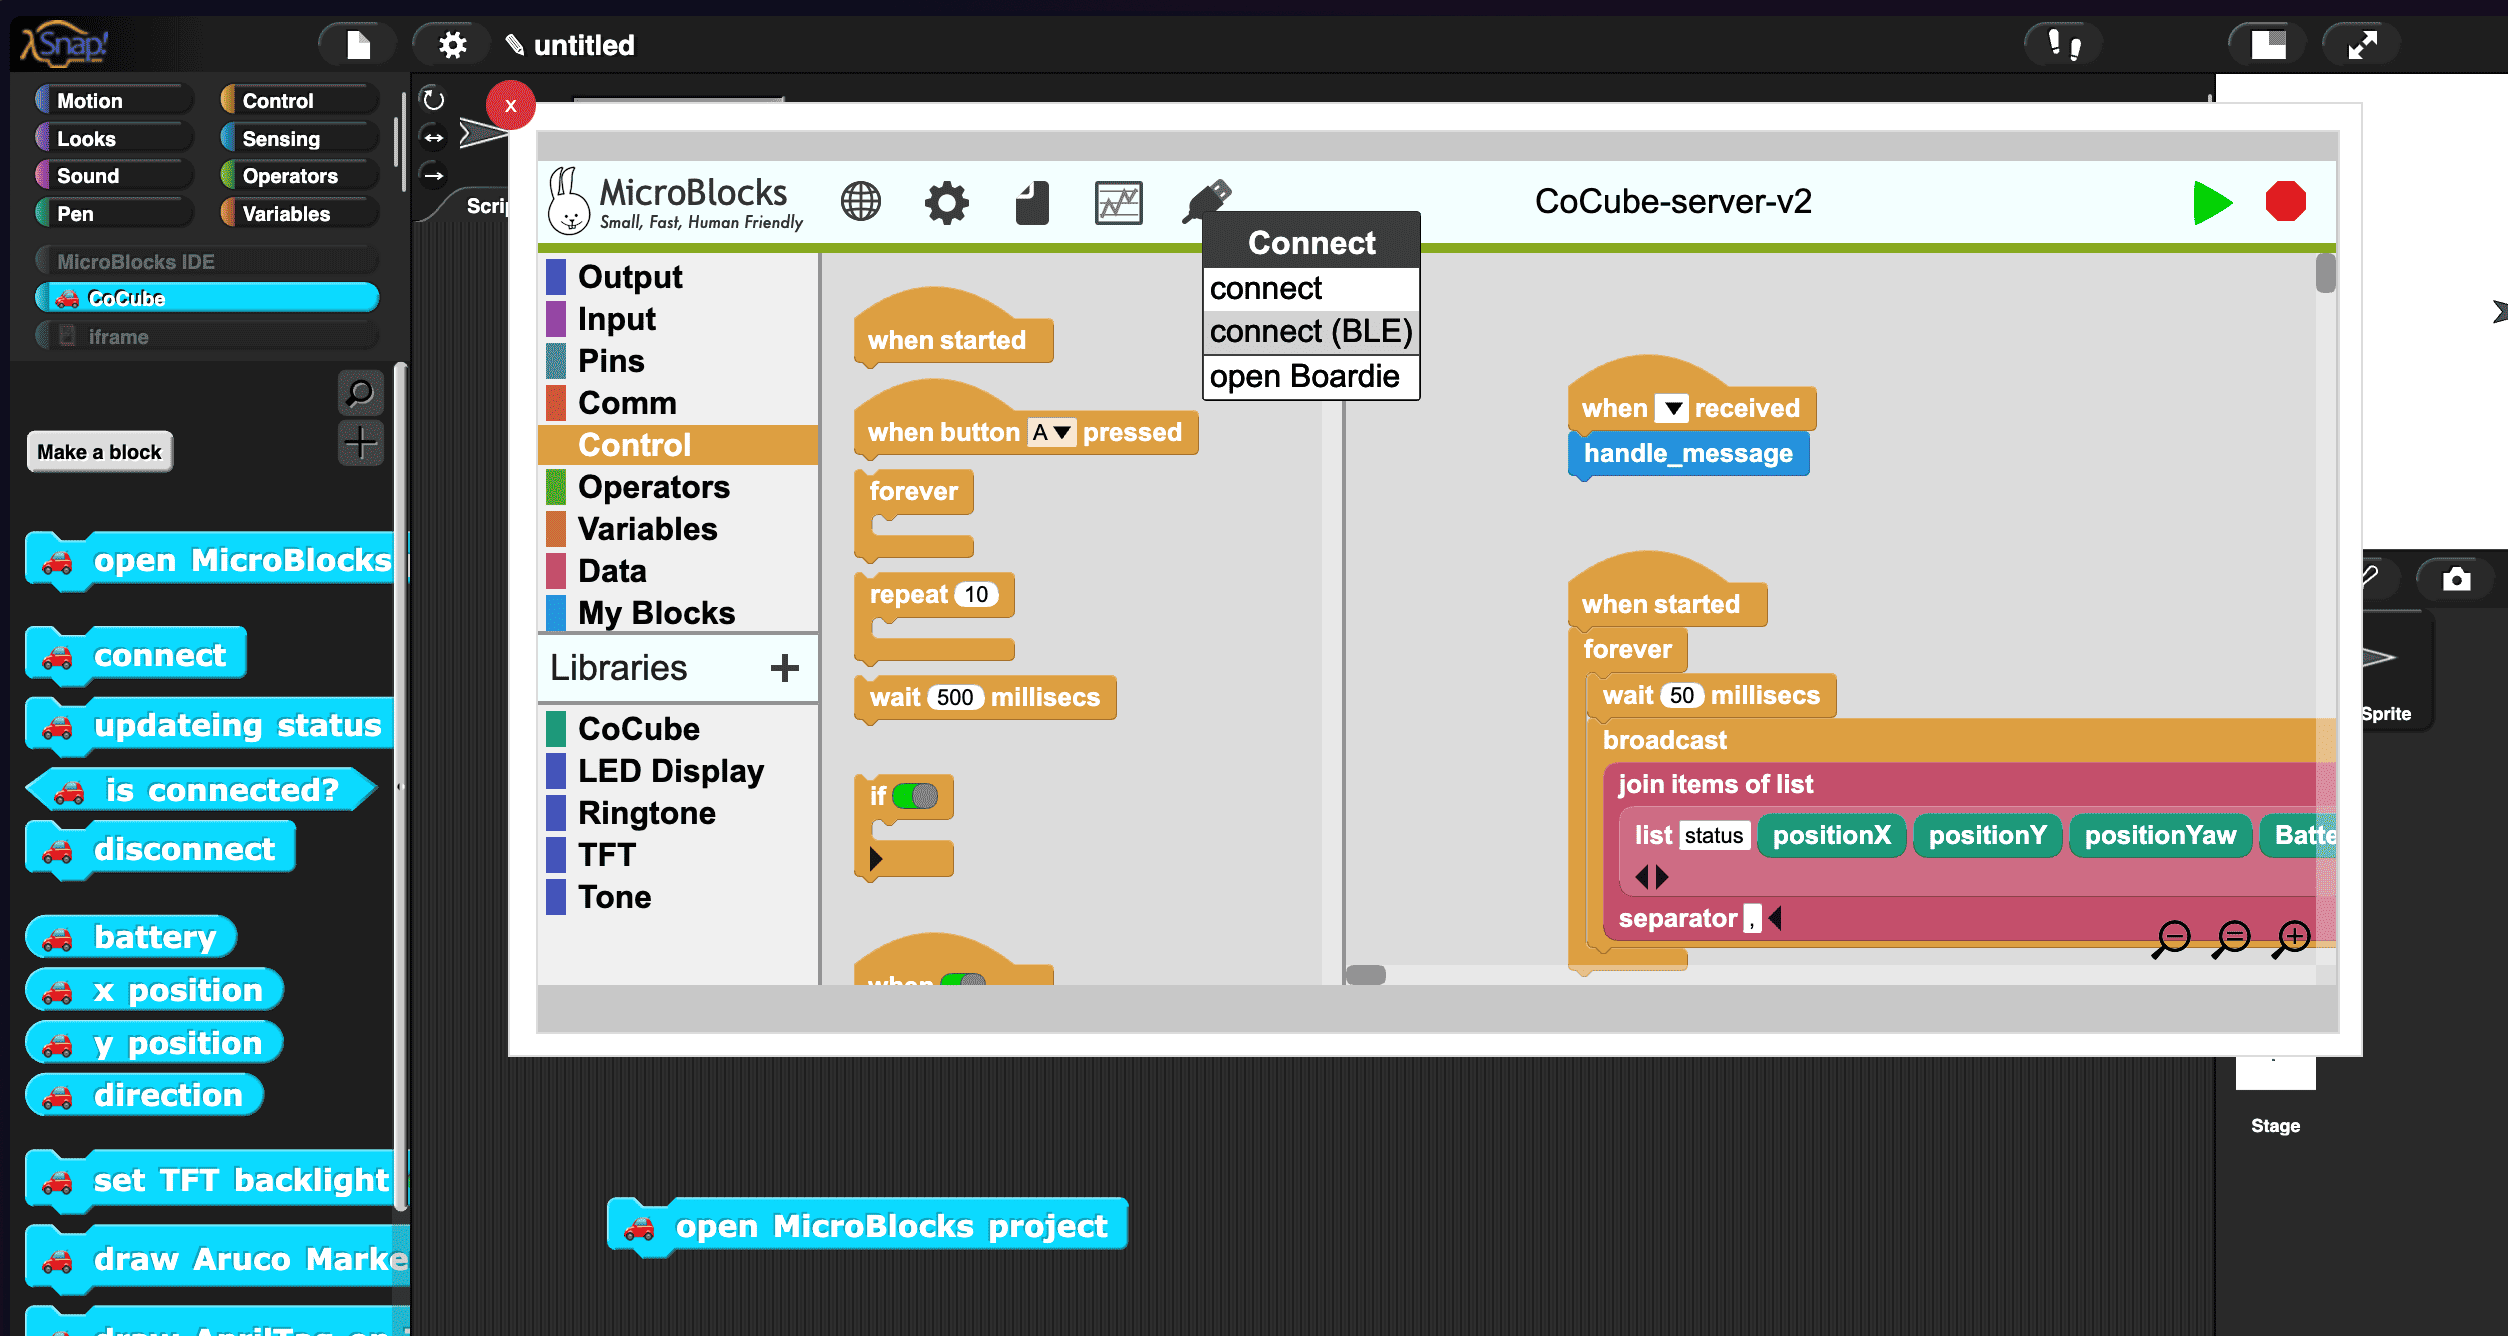 λSnap!
untitled
Motion
Control
Looks
Sensing
Sound
Operators
Pen
Variables
MicroBlocks IDE
CoCube
iframe
Make a block
open MicroBlocks
connect
updateing status
is connected?
disconnect
battery
x position
y position
direction
set TFT backlight
draw Aruco Marke
draw AprilTag on
x
MicroBlocks
Small, Fast, Human Friendly
CoCube-server-v2
Connect
connect
connect (BLE)
open Boardie
Output
Input
Pins
Comm
Control
Operators
Variables
Data
My Blocks
Libraries +
CoCube
LED Display
Ringtone
TFT
Tone
when started
when button A pressed
forever
repeat 10
wait 500 millisecs
if
when
when received
handle_message
when started
forever
wait 50 millisecs
broadcast
join items of list
list status positionX positionY positionYaw Batte
separator ,
open MicroBlocks project
Sprite
Stage